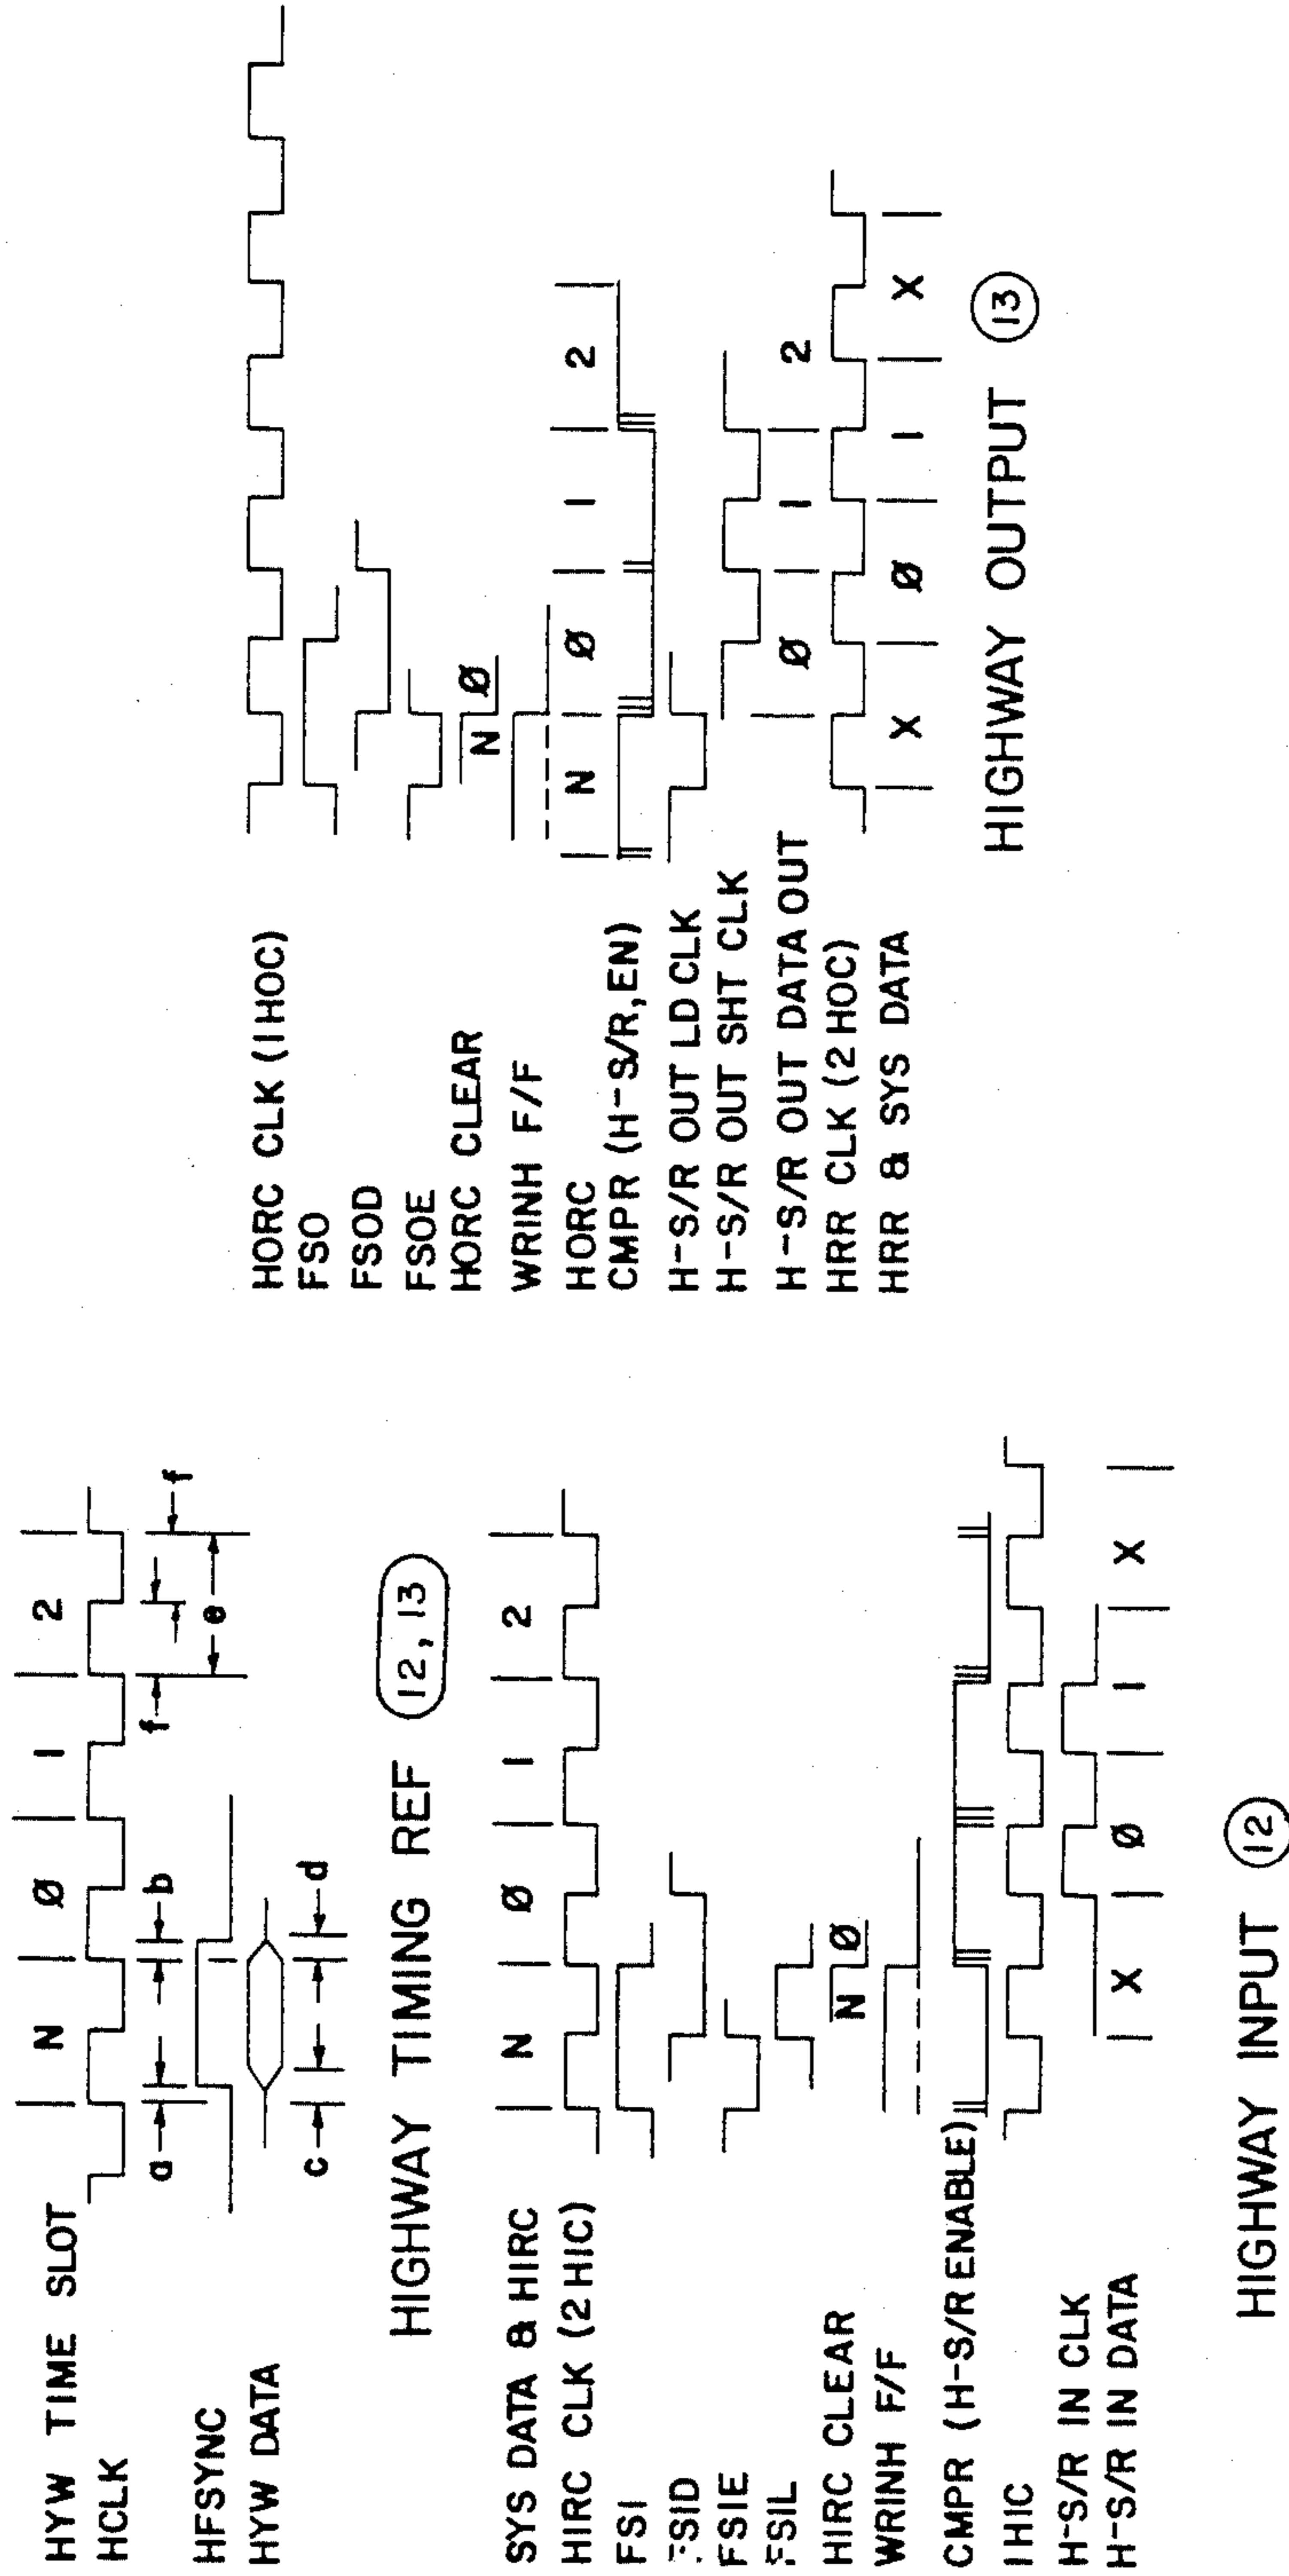 HYW TIME SLOT N Ø 1 2
HCLK
a b f f
HFSYNC e
HYW DATA
c d
HIGHWAY TIMING REF 12, 13
SYS DATA & HIRC N Ø 1 2
HIRC CLK (2 HIC)
FSI
FSID
FSIE
FSIL
HIRC CLEAR N Ø
WRINH F/F
CMPR (H-S/R ENABLE)
1HIC
H-S/R IN CLK
H-S/R IN DATA X Ø 1 X
HIGHWAY INPUT 12
HORC CLK (1HOC)
FSO
FSOD
FSOE
HORC CLEAR N Ø
WRINH F/F
HORC N Ø 1 2
CMPR (H-S/R,EN)
H-S/R OUT LD CLK
H-S/R OUT SHT CLK
H-S/R OUT DATA OUT Ø 1 2
HRR CLK (2 HOC)
HRR & SYS DATA X Ø 1 X
HIGHWAY OUTPUT 13